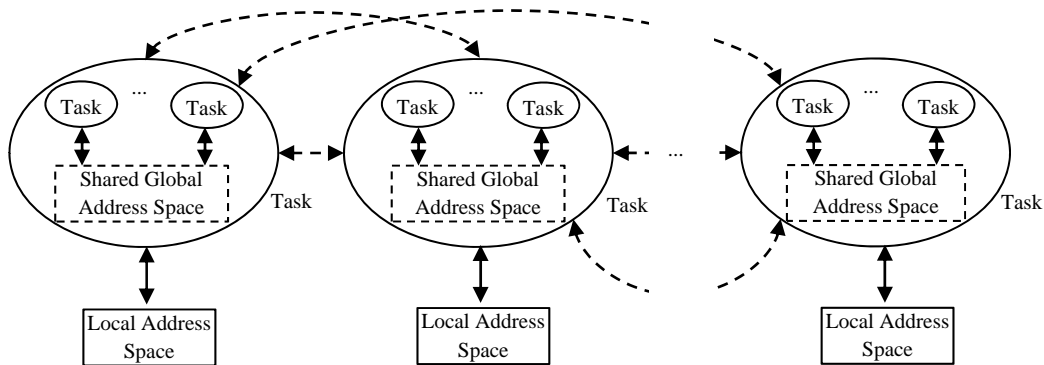 ... ... ...
Task Task Task Task Task Task
...
Shared Global Shared Global Shared Global
Address Space Task Address Space Task Address Space Task
Local Address Local Address Local Address
Space Space Space